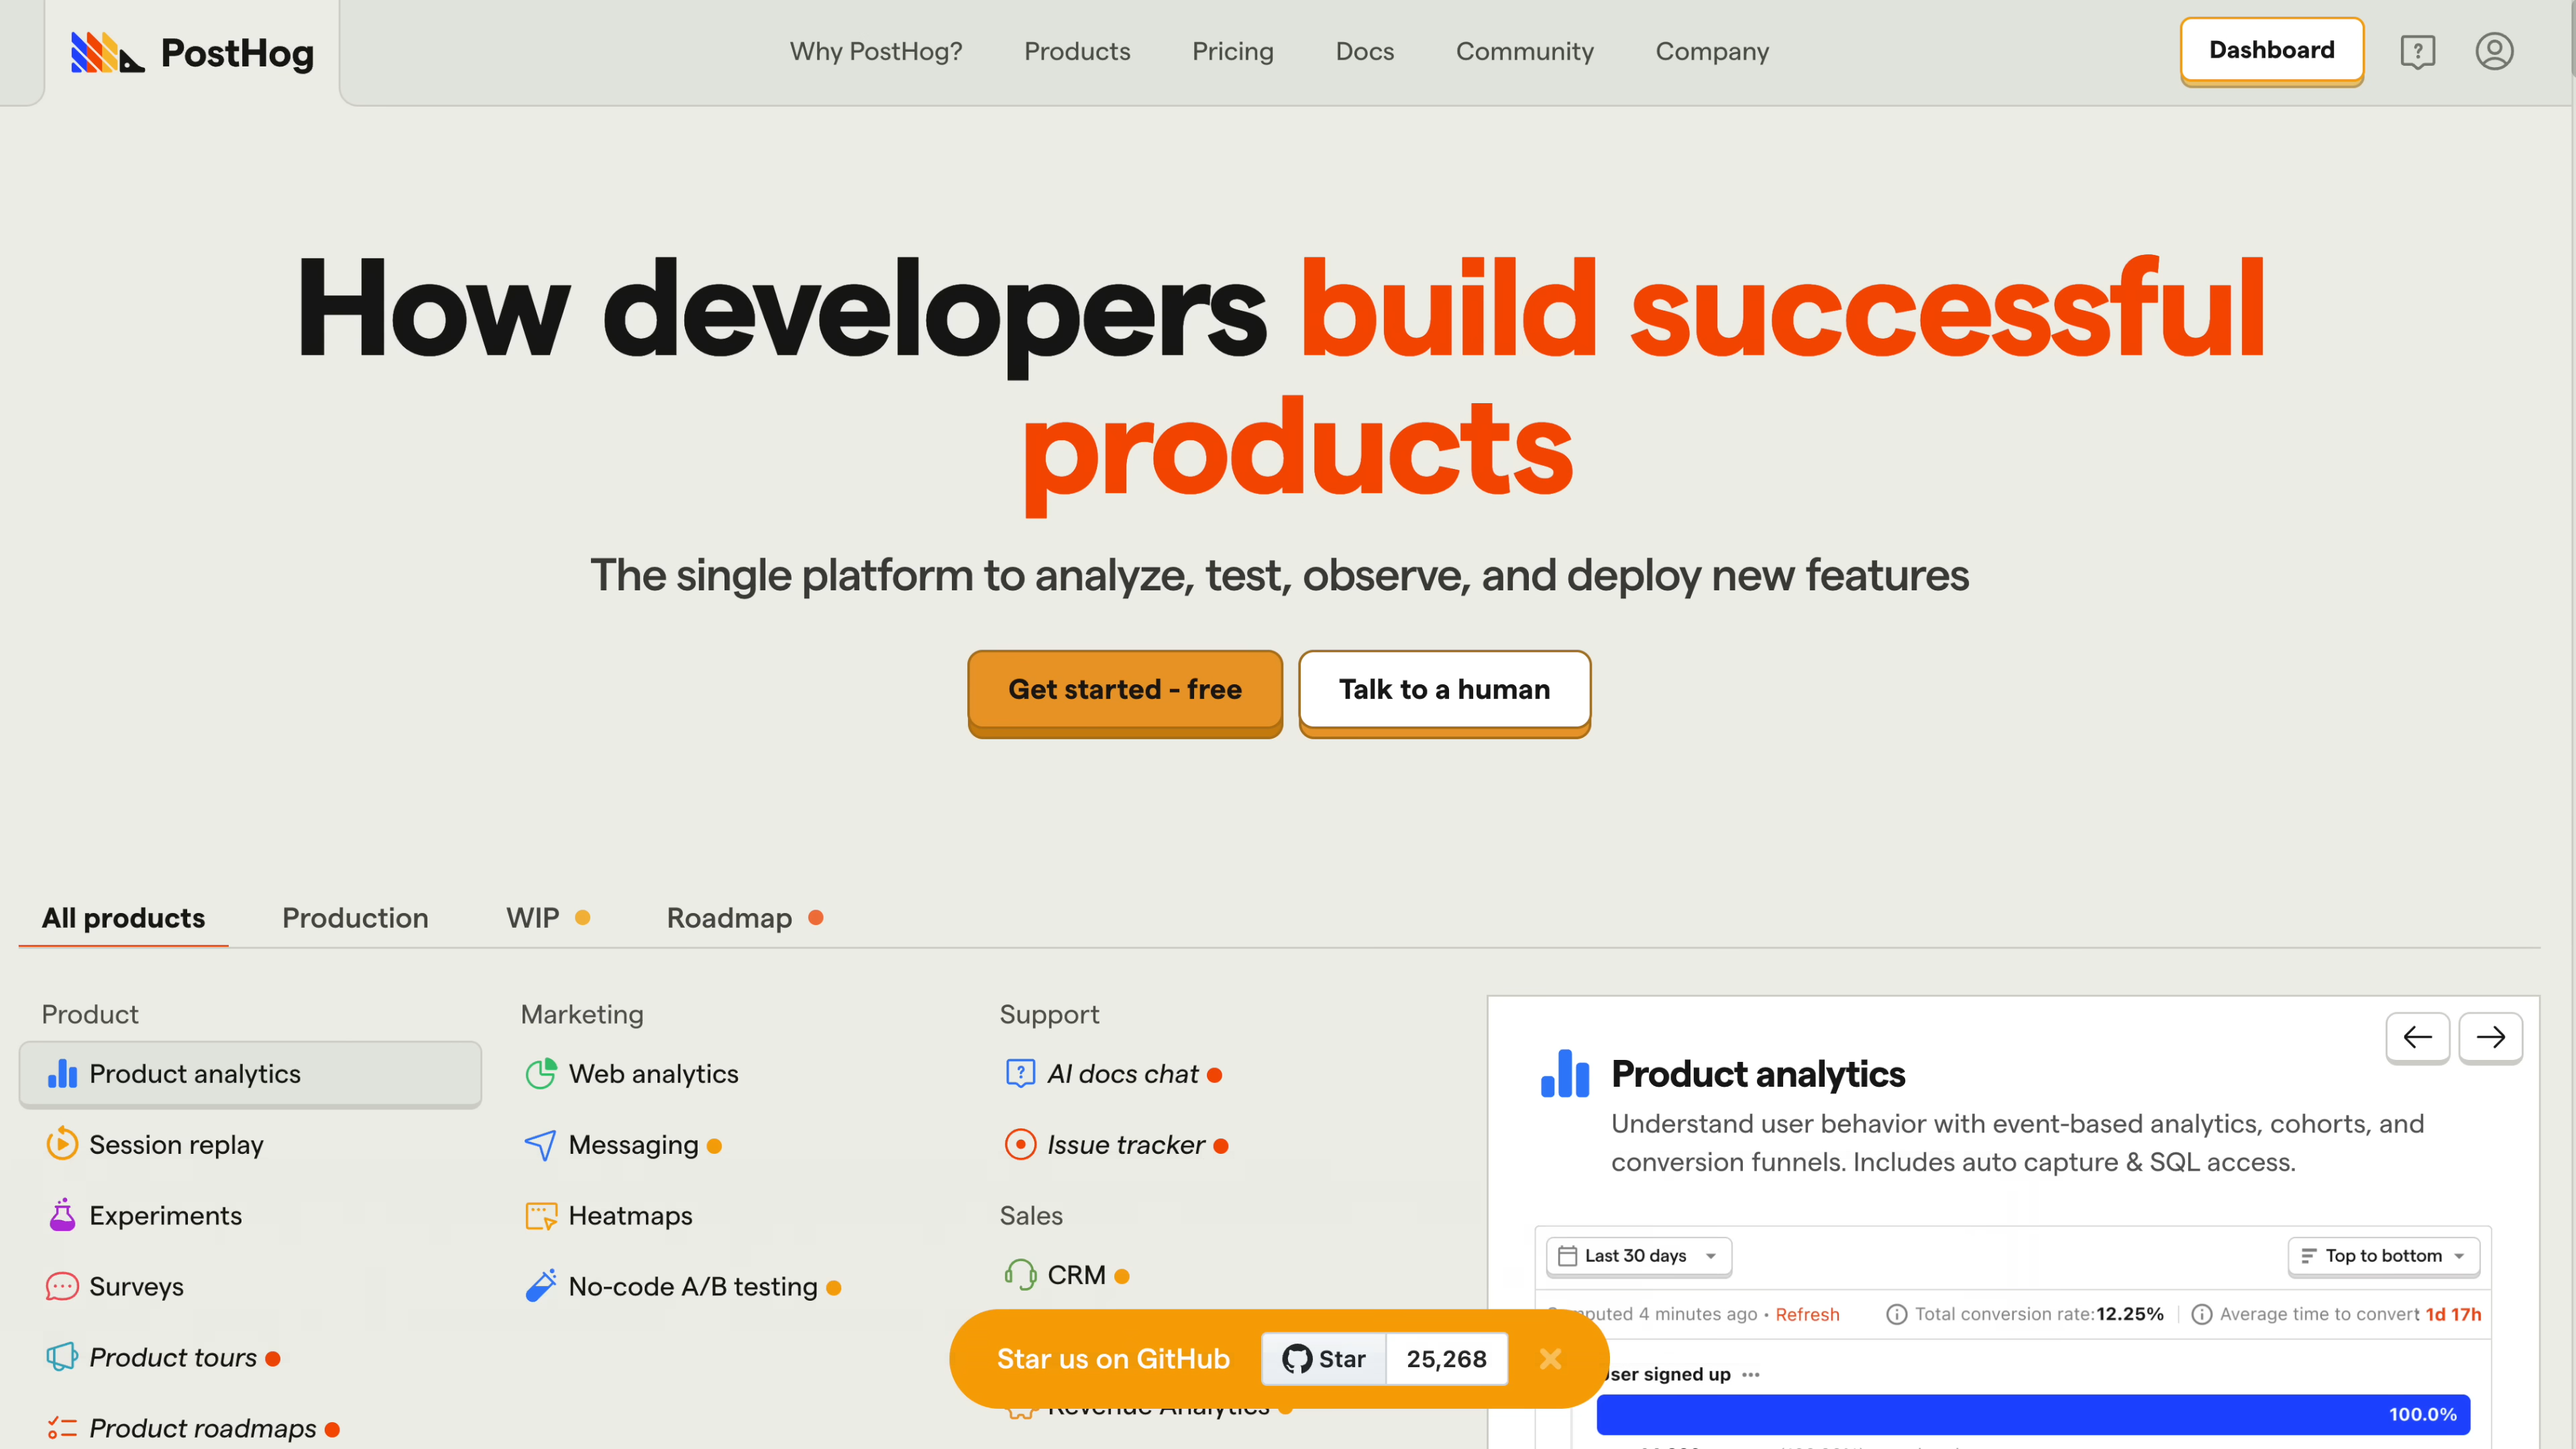 PostHog
Why PostHog?
Products
Pricing
Docs
Community
Company
Dashboard
How developers build successful
products
The single platform to analyze, test, observe, and deploy new features
Get started - free
Talk to a human
All products
Production
WIP
Roadmap
Product
Product analytics
Session replay
Experiments
Surveys
Product tours
Product roadmaps
Marketing
Web analytics
Messaging
Heatmaps
No-code A/B testing
Support
AI docs chat
Issue tracker
Sales
CRM
Revenue Analytics
Star us on GitHub
Star
25,268
Product analytics
Understand user behavior with event-based analytics, cohorts, and
conversion funnels. Includes auto capture & SQL access.
Last 30 days
Top to bottom
4 minutes ago • Refresh
Total conversion rate: 12.25%
Average time to convert 1d 17h
signed up
100.0%